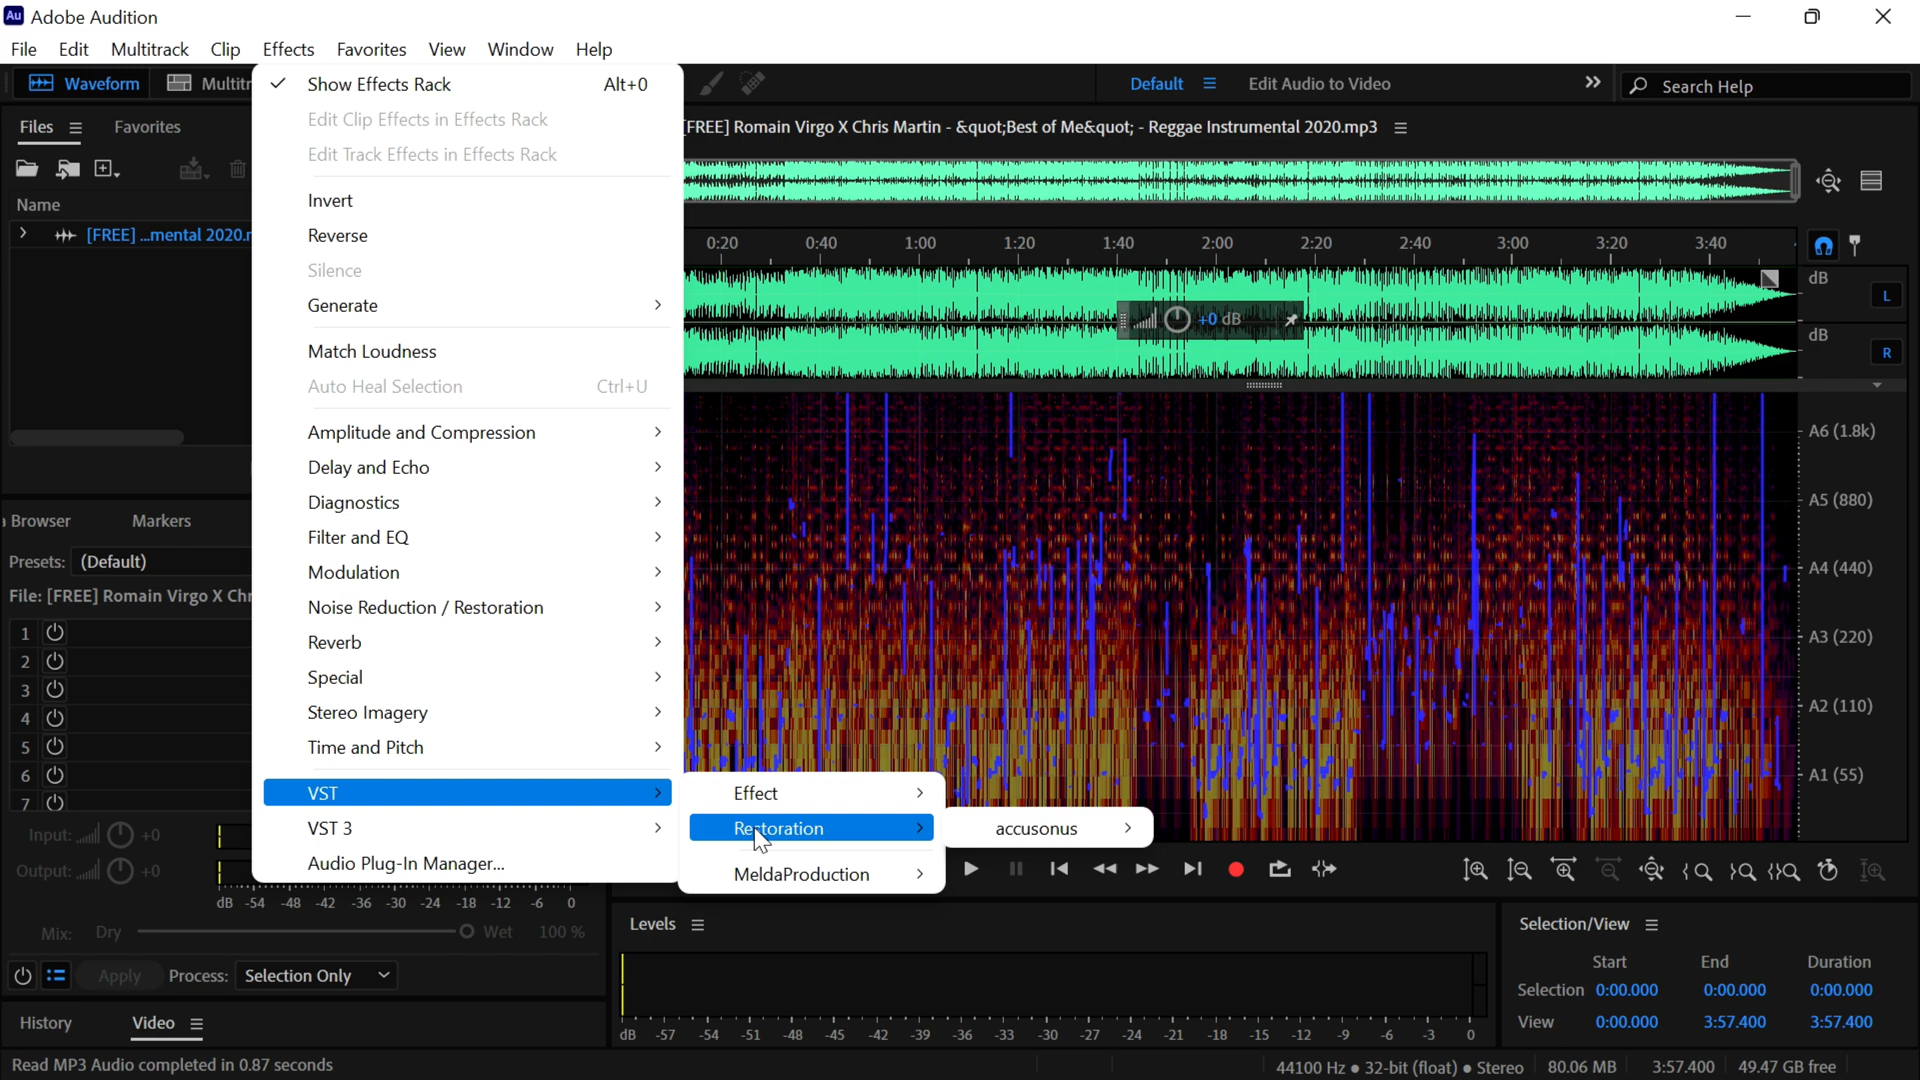 Au Adobe Audition
File Edit Multitrack Clip Effects Favorites View Window Help
Waveform Multitr
Default Edit Audio to Video Search Help
Files Favorites
Name
[FREE] ...mental 2020.r
Browser Markers
Presets: (Default)
File: [FREE] Romain Virgo X Chr
1
2
3
4
5
6
7
Input: +0
Output: +0
dB -54 -48 -42 -36 -30 -24 -18 -12 -6 0
Mix: Dry Wet 100 %
Apply Process: Selection Only
History Video
Read MP3 Audio completed in 0.87 seconds
Show Effects Rack Alt+0
Edit Clip Effects in Effects Rack
Edit Track Effects in Effects Rack
Invert
Reverse
Silence
Generate
Match Loudness
Auto Heal Selection Ctrl+U
Amplitude and Compression
Delay and Echo
Diagnostics
Filter and EQ
Modulation
Noise Reduction / Restoration
Reverb
Special
Stereo Imagery
Time and Pitch
VST
VST 3
Audio Plug-In Manager...
Effect
Restoration
MeldaProduction
accusonus
[FREE] Romain Virgo X Chris Martin - &quot;Best of Me&quot; - Reggae Instrumental 2020.mp3
0:20 0:40 1:00 1:20 1:40 2:00 2:20 2:40 3:00 3:20 3:40
dB
L
+0 dB
dB
R
A6 (1.8k)
A5 (880)
A4 (440)
A3 (220)
A2 (110)
A1 (55)
Levels
dB -57 -54 -51 -48 -45 -42 -39 -36 -33 -30 -27 -24 -21 -18 -15 -12 -9 -6 -3 0
Selection/View
Start End Duration
Selection 0:00.000 0:00.000 0:00.000
View 0:00.000 3:57.400 3:57.400
44100 Hz ● 32-bit (float) ● Stereo 80.06 MB 3:57.400 49.47 GB free